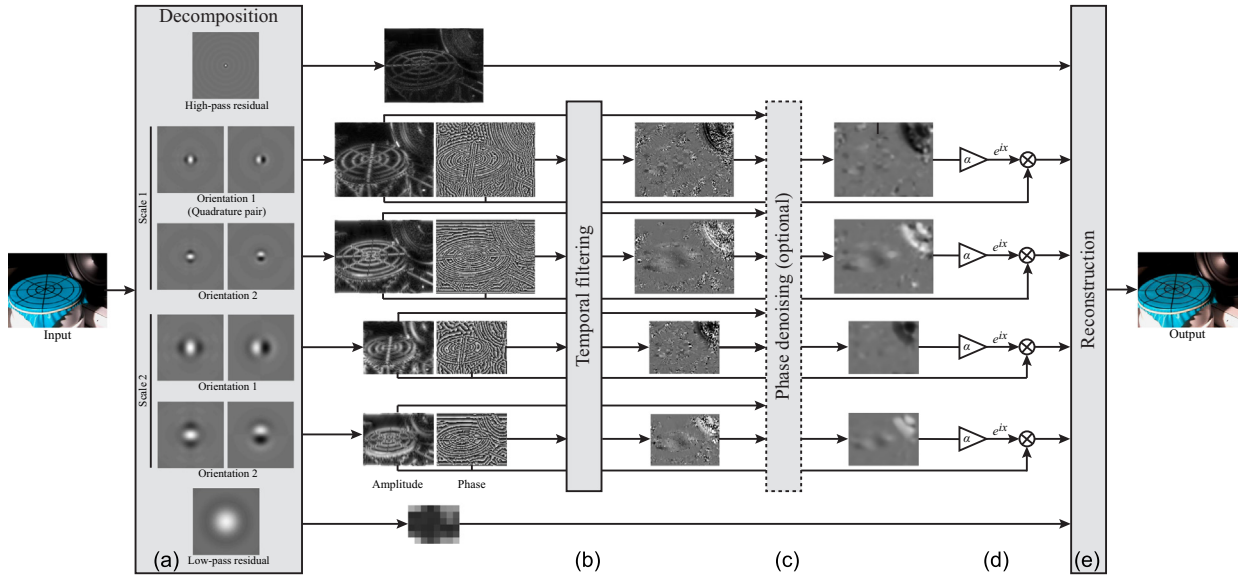 Decomposition
High-pass residual
Scale 1
Orientation 1
(Quadrature pair)
Orientation 2
Scale 2
Orientation 1
Orientation 2
Low-pass residual
(a)
Input
Amplitude
Phase
Temporal filtering
(b)
Phase denoising (optional)
(c)
α
e^{ix}
α
e^{ix}
α
e^{ix}
α
e^{ix}
(d)
Reconstruction
(e)
Output